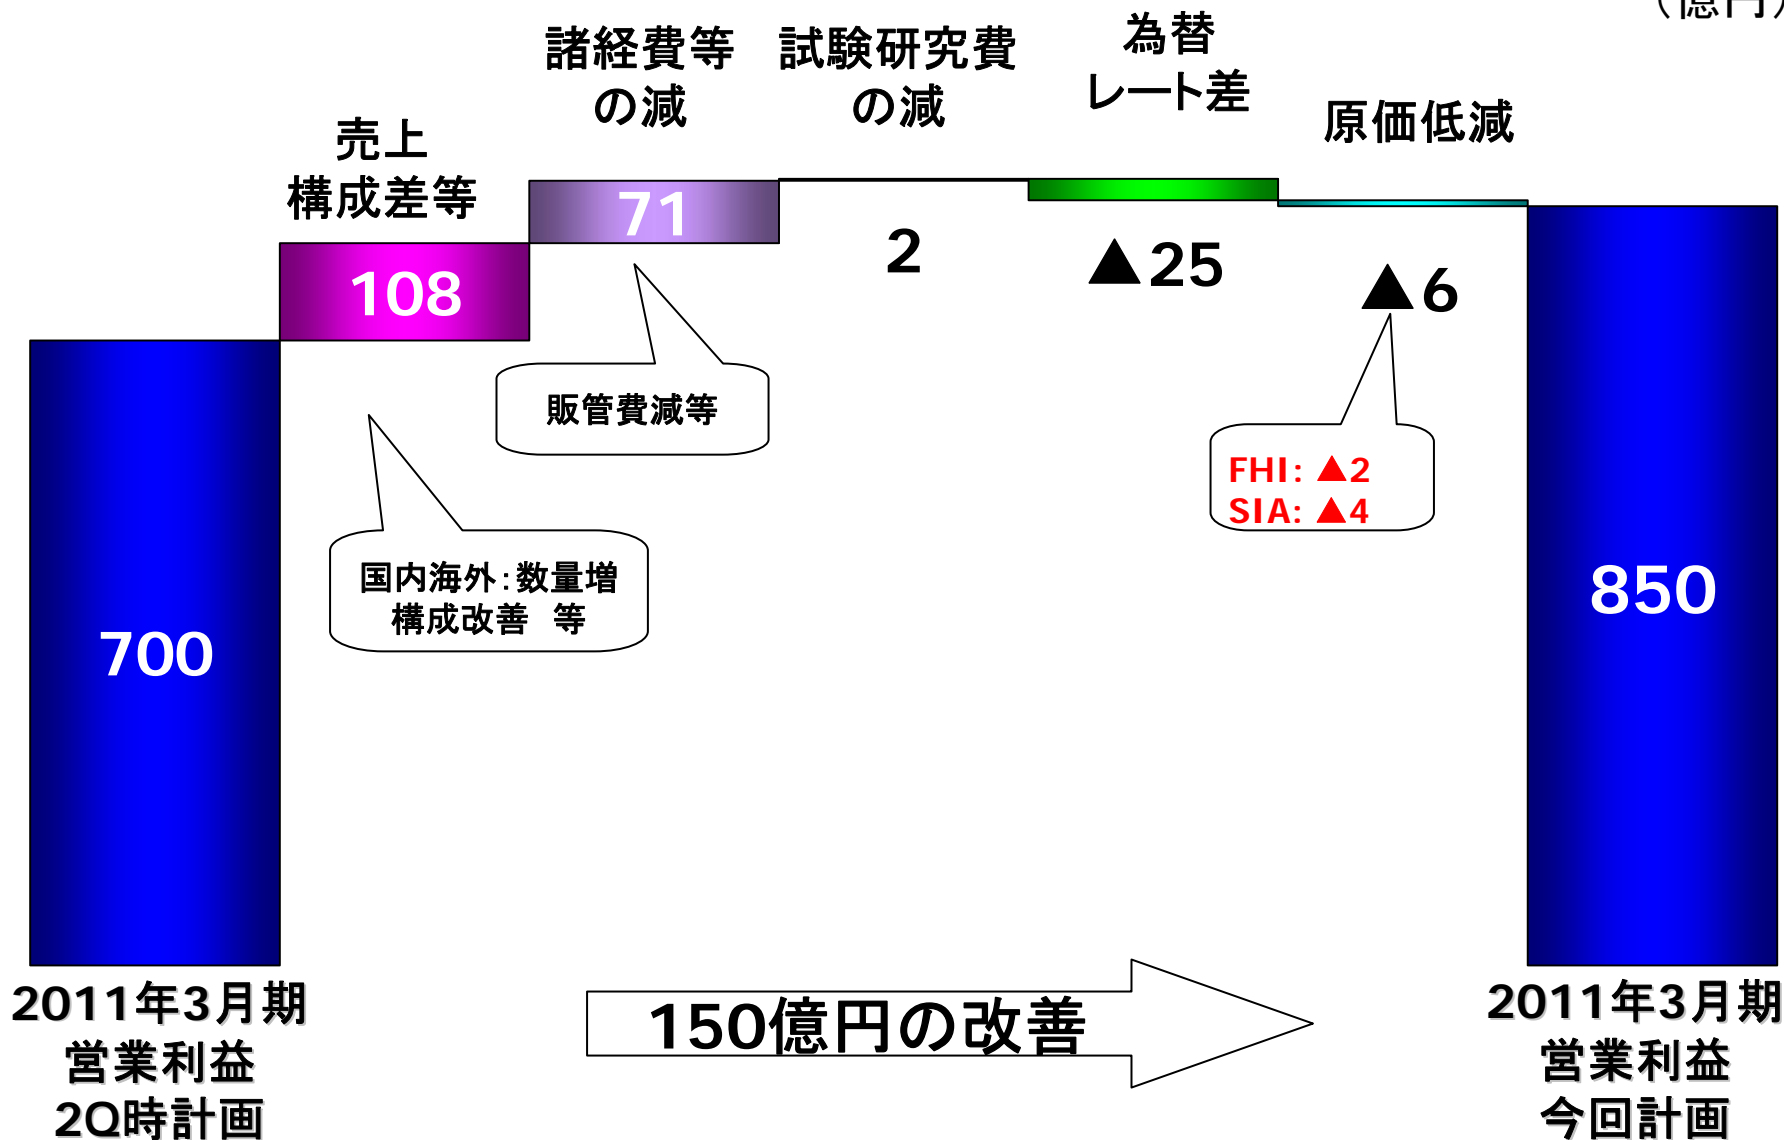 （億円）
売上
構成差等
諸経費等
の減
試験研究費
の減
為替
レート差
原価低減
700
108
71
2
▲25
▲6
850
国内海外：数量増
構成改善　等
販管費減等
FHI: ▲2
SIA: ▲4
150億円の改善
2011年3月期
営業利益
2Q時計画
2011年3月期
営業利益
今回計画